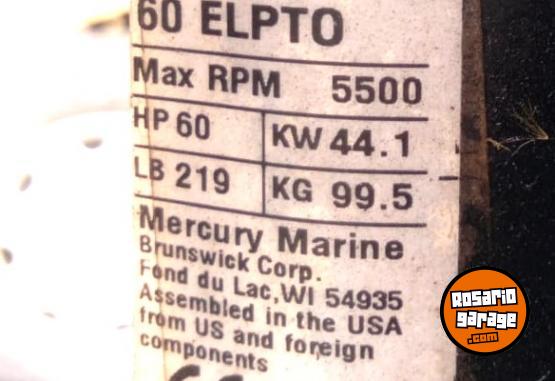 60 ELPTO
Max RPM 5500
HP 60 KW 44.1
LB 219 KG 99.5
Mercury Marine
Brunswick Corp.
Fond du Lac, WI 54935
Assembled in the USA
from US and foreign
components
Rosario
garage
.com